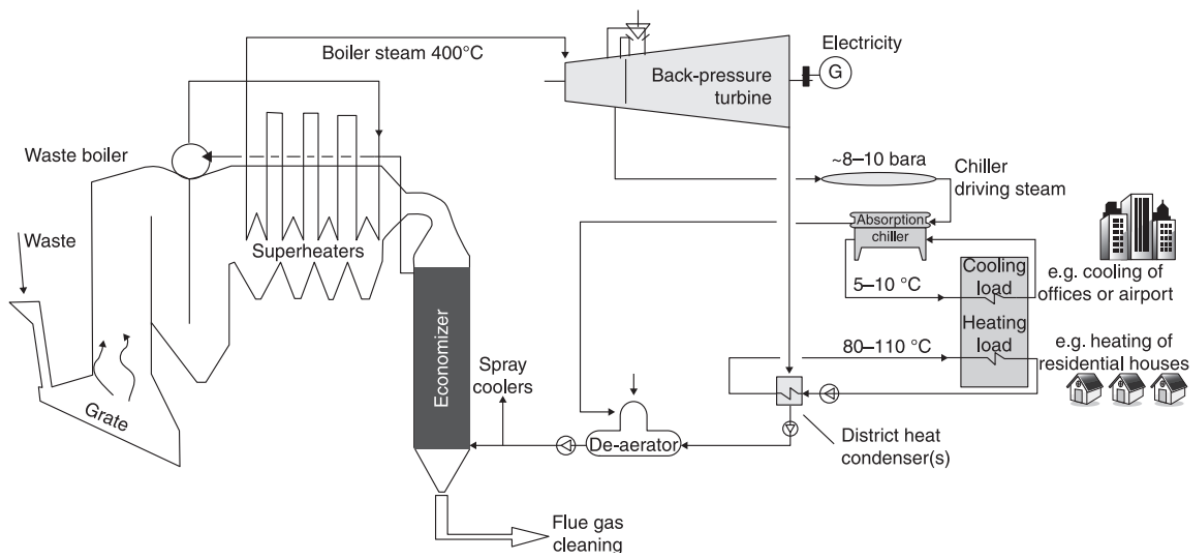 Boiler steam 400°C
Electricity
G
Back-pressure
turbine
Waste boiler
~8–10 bara
Chiller
driving steam
Waste
Superheaters
Absorption
chiller
5–10 °C
Cooling
load
e.g. cooling of
offices or airport
Heating
load
80–110 °C
e.g. heating of
residential houses
Economizer
Spray
coolers
Grate
De-aerator
District heat
condenser(s)
Flue gas
cleaning